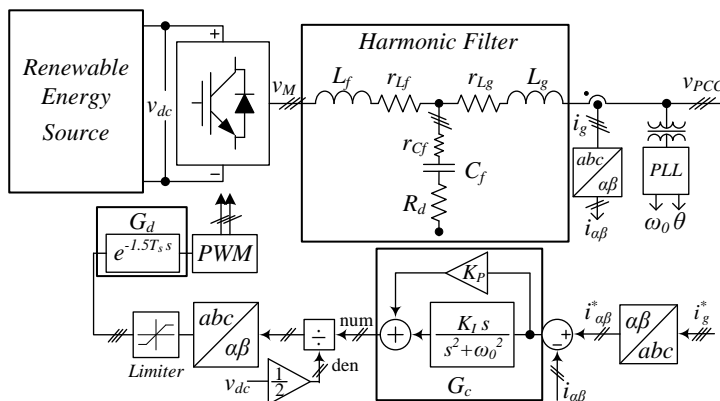 Renewable
Energy
Source
v_dc
+
−
v_M
Harmonic Filter
L_f
r_Lf
r_Lg
L_g
r_Cf
C_f
R_d
i_g
v_PCC
abc
αβ
i_αβ
PLL
ω_0 θ
G_d
e^{-1.5T_s s}
PWM
K_P
K_I s
s^2+ω_0^2
G_c
+
+
−
i_αβ
i^*_αβ
αβ
abc
i^*_g
num
÷
den
v_dc
1
2
abc
αβ
Limiter